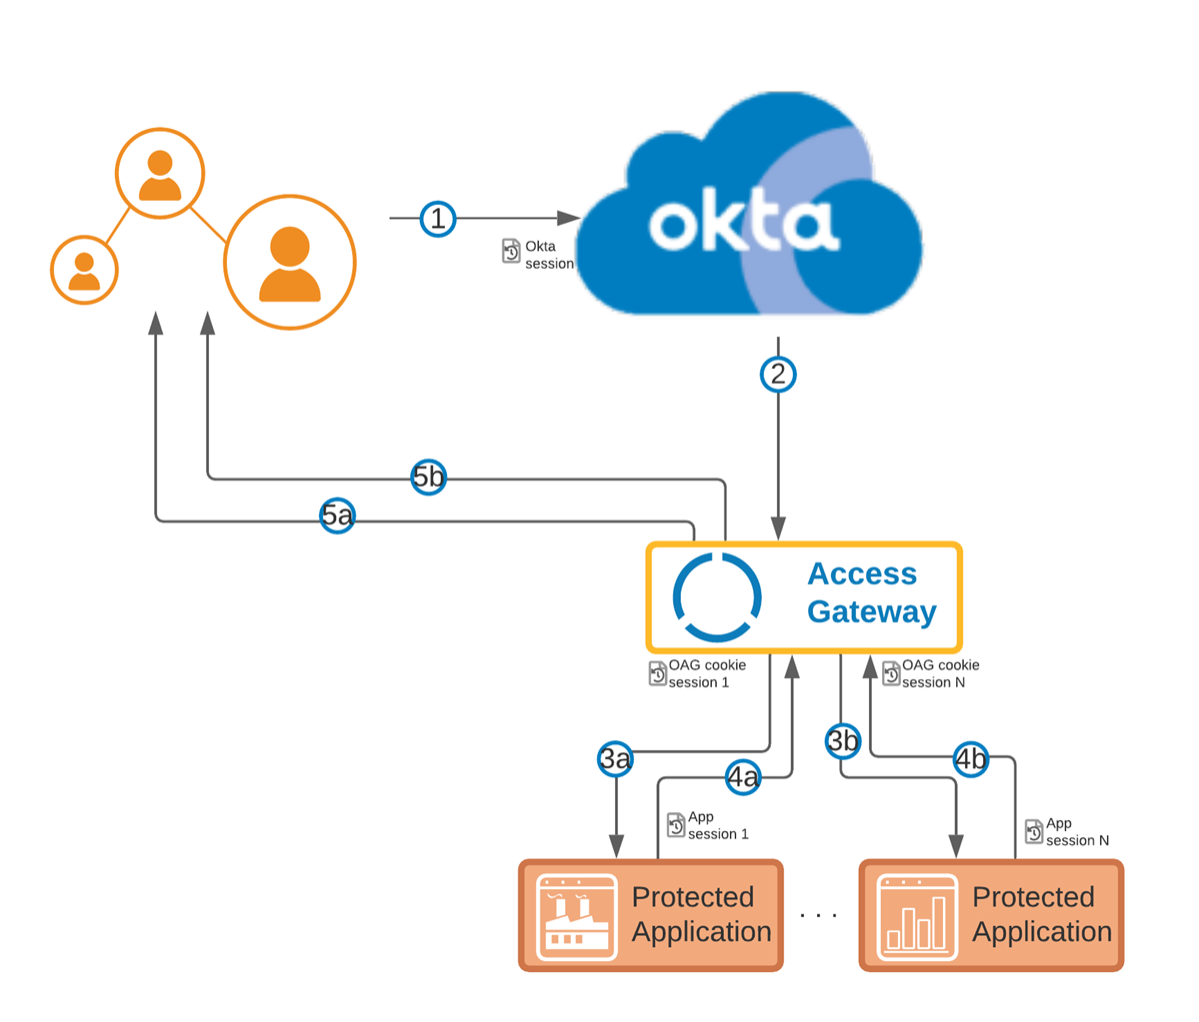 okta
1
Okta
session
2
5b
5a
Access
Gateway
OAG cookie
session 1
OAG cookie
session N
3a
4a
3b
4b
App
session 1
App
session N
Protected
Application
. . .
Protected
Application